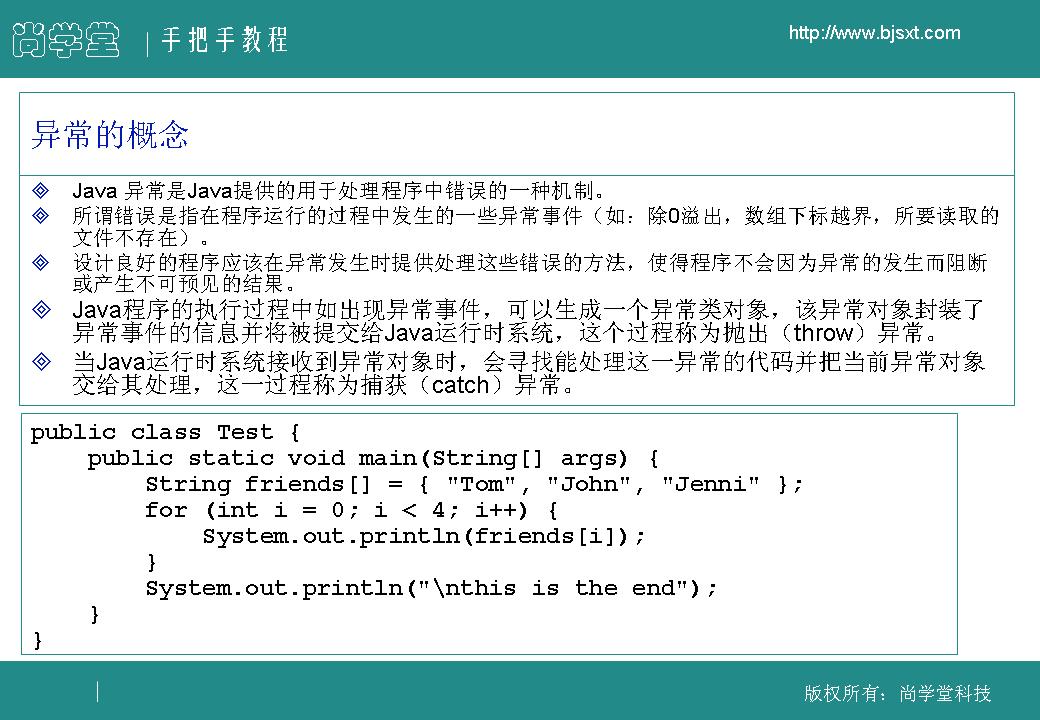 尚学堂 手把手教程 http://www.bjsxt.com
异常的概念
Java 异常是Java提供的用于处理程序中错误的一种机制。
所谓错误是指在程序运行的过程中发生的一些异常事件（如：除0溢出，数组下标越界，所要读取的
文件不存在）。
设计良好的程序应该在异常发生时提供处理这些错误的方法，使得程序不会因为异常的发生而阻断
或产生不可预见的结果。
Java程序的执行过程中如出现异常事件，可以生成一个异常类对象，该异常对象封装了
异常事件的信息并将被提交给Java运行时系统，这个过程称为抛出（throw）异常。
当Java运行时系统接收到异常对象时，会寻找能处理这一异常的代码并把当前异常对象
交给其处理，这一过程称为捕获（catch）异常。
public class Test {
    public static void main(String[] args) {
        String friends[] = { "Tom", "John", "Jenni" };
        for (int i = 0; i < 4; i++) {
            System.out.println(friends[i]);
        }
        System.out.println("\nthis is the end");
    }
}
版权所有：尚学堂科技